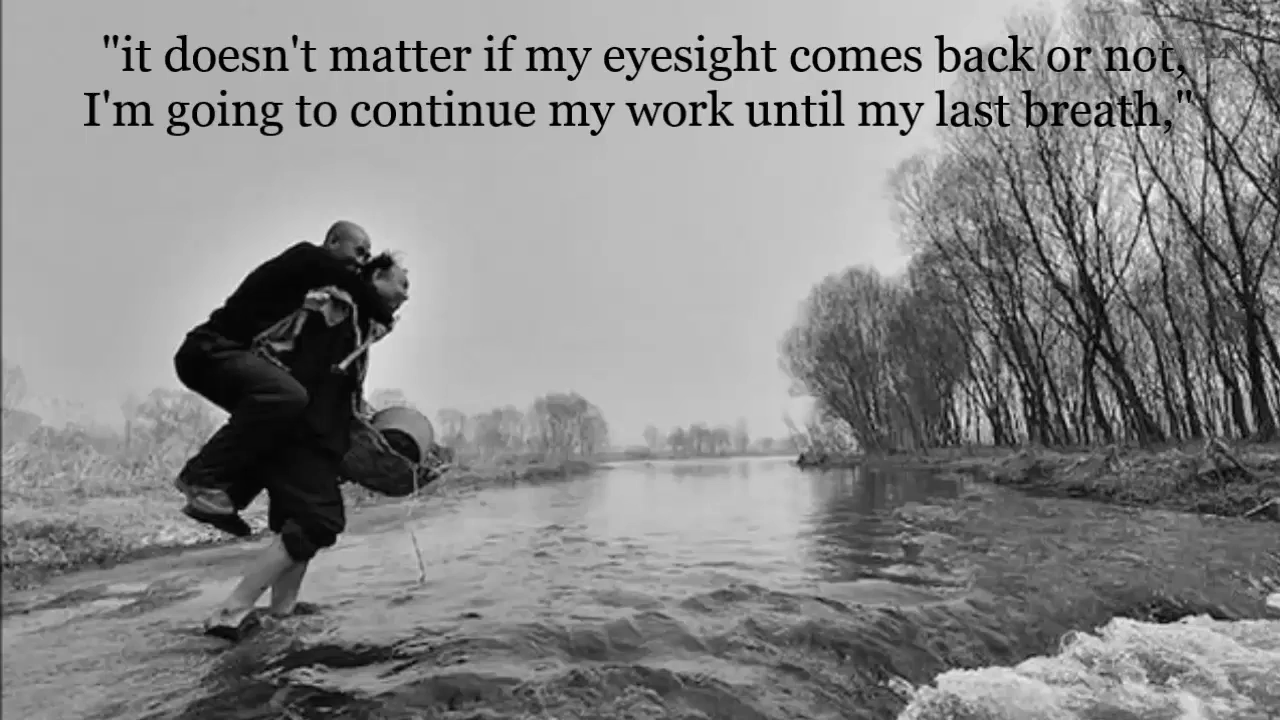 "it doesn't matter if my eyesight comes back or not,
I'm going to continue my work until my last breath,"